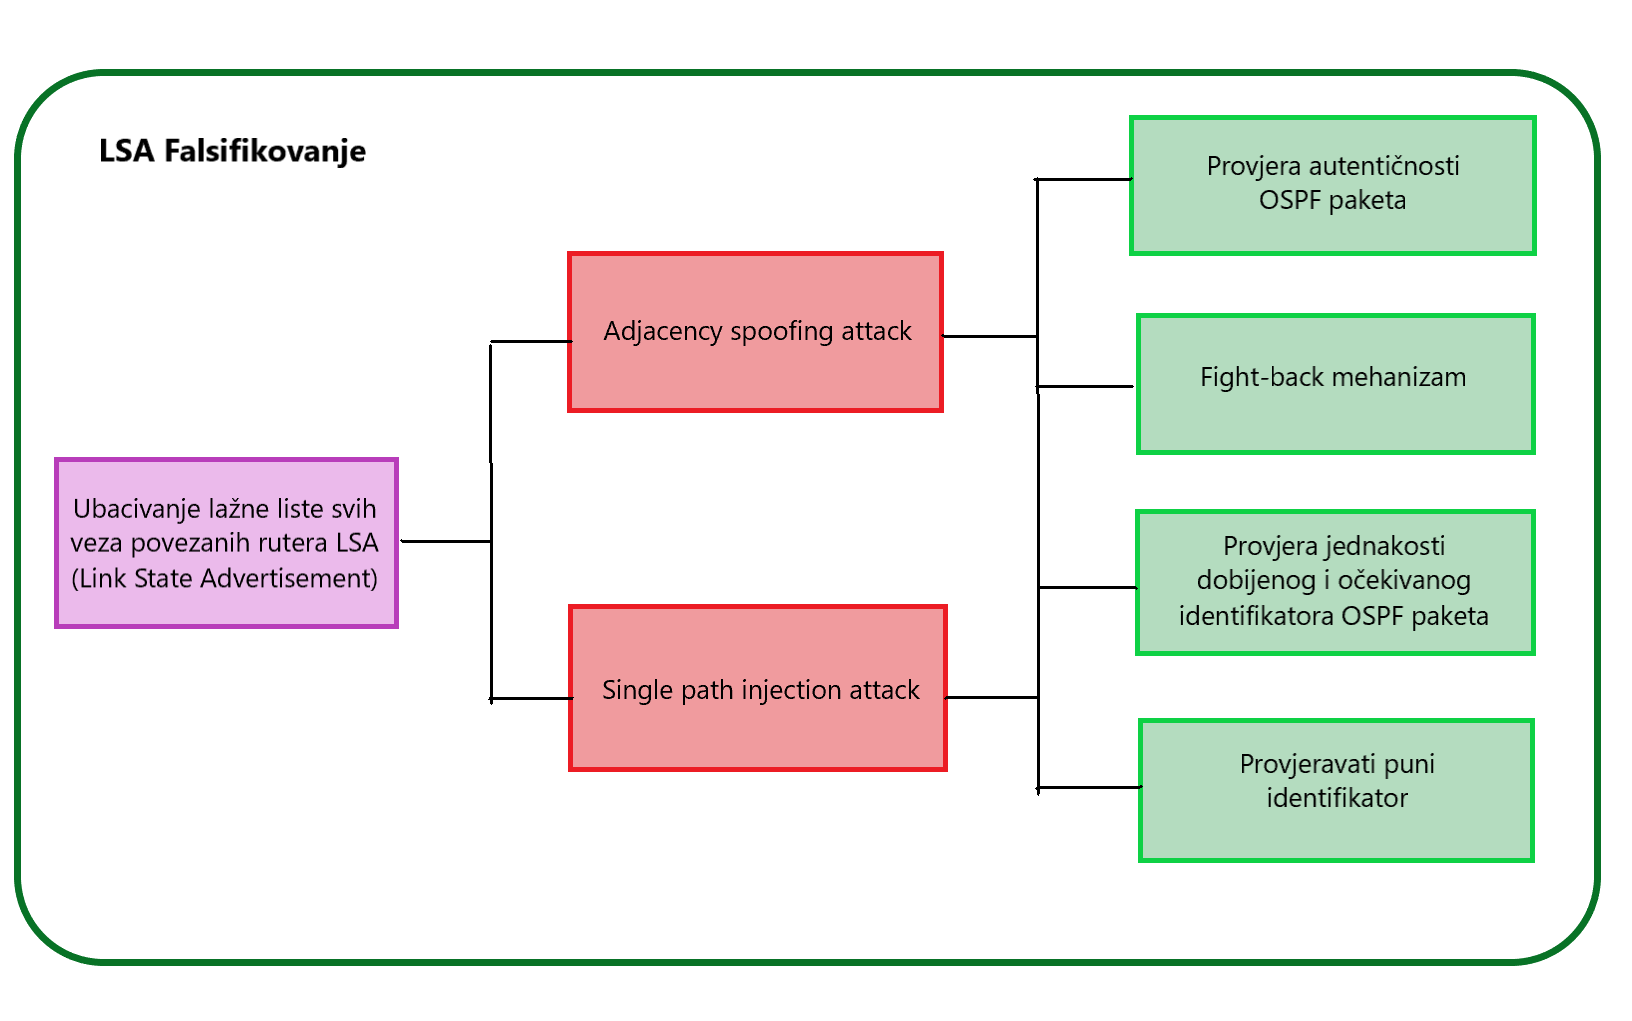 LSA Falsifikovanje
Ubacivanje lažne liste svih
veza povezanih rutera LSA
(Link State Advertisement)
Adjacency spoofing attack
Single path injection attack
Provjera autentičnosti
OSPF paketa
Fight-back mehanizam
Provjera jednakosti
dobijenog i očekivanog
identifikatora OSPF paketa
Provjeravati puni
identifikator